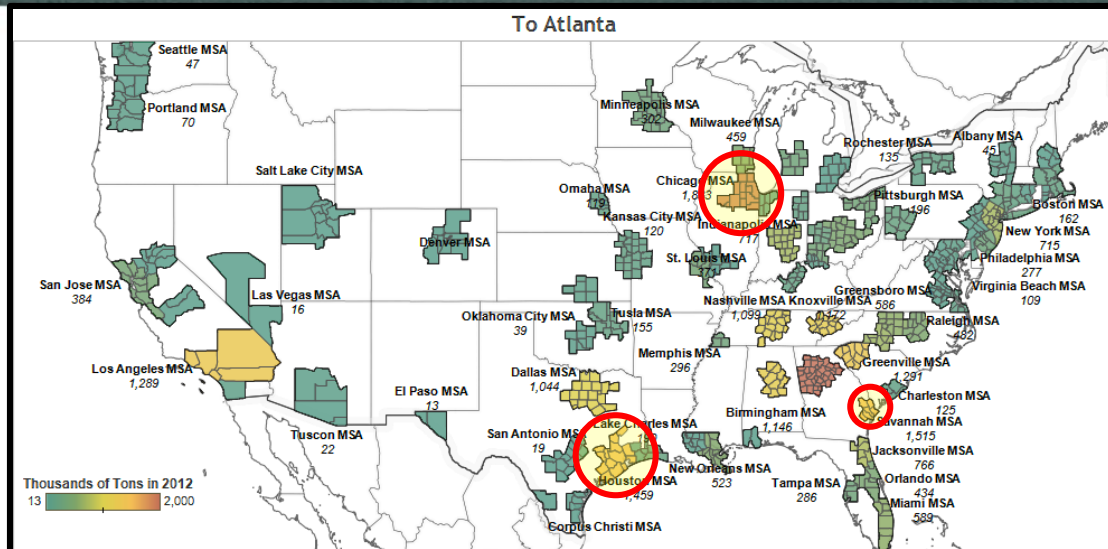 To Atlanta
Seattle MSA
47
Portland MSA
70
Minneapolis MSA
302
Milwaukee MSA
459
Rochester MSA
135
Albany MSA
45
Salt Lake City MSA
Omaha MSA
119
Chicago MSA
Pittsburgh MSA
196
Boston MSA
162
Kansas City MSA
120
Indianapolis MSA
717
New York MSA
715
Denver MSA
St. Louis MSA
Philadelphia MSA
277
San Jose MSA
384
Las Vegas MSA
16
Greensboro MSA
586
Virginia Beach MSA
109
Nashville MSA
1,099
Knoxville MSA
Oklahoma City MSA
39
Tusla MSA
155
Raleigh MSA
482
Los Angeles MSA
1,289
Memphis MSA
296
Greenville MSA
1,291
Dallas MSA
1,044
El Paso MSA
13
Charleston MSA
125
Birmingham MSA
1,146
Savannah MSA
1,515
Tuscon MSA
22
San Antonio MSA
19
Lake Charles MSA
Jacksonville MSA
766
New Orleans MSA
523
Houston MSA
1,459
Tampa MSA
286
Orlando MSA
434
Miami MSA
589
Corpus Christi MSA
Thousands of Tons in 2012
13 2,000